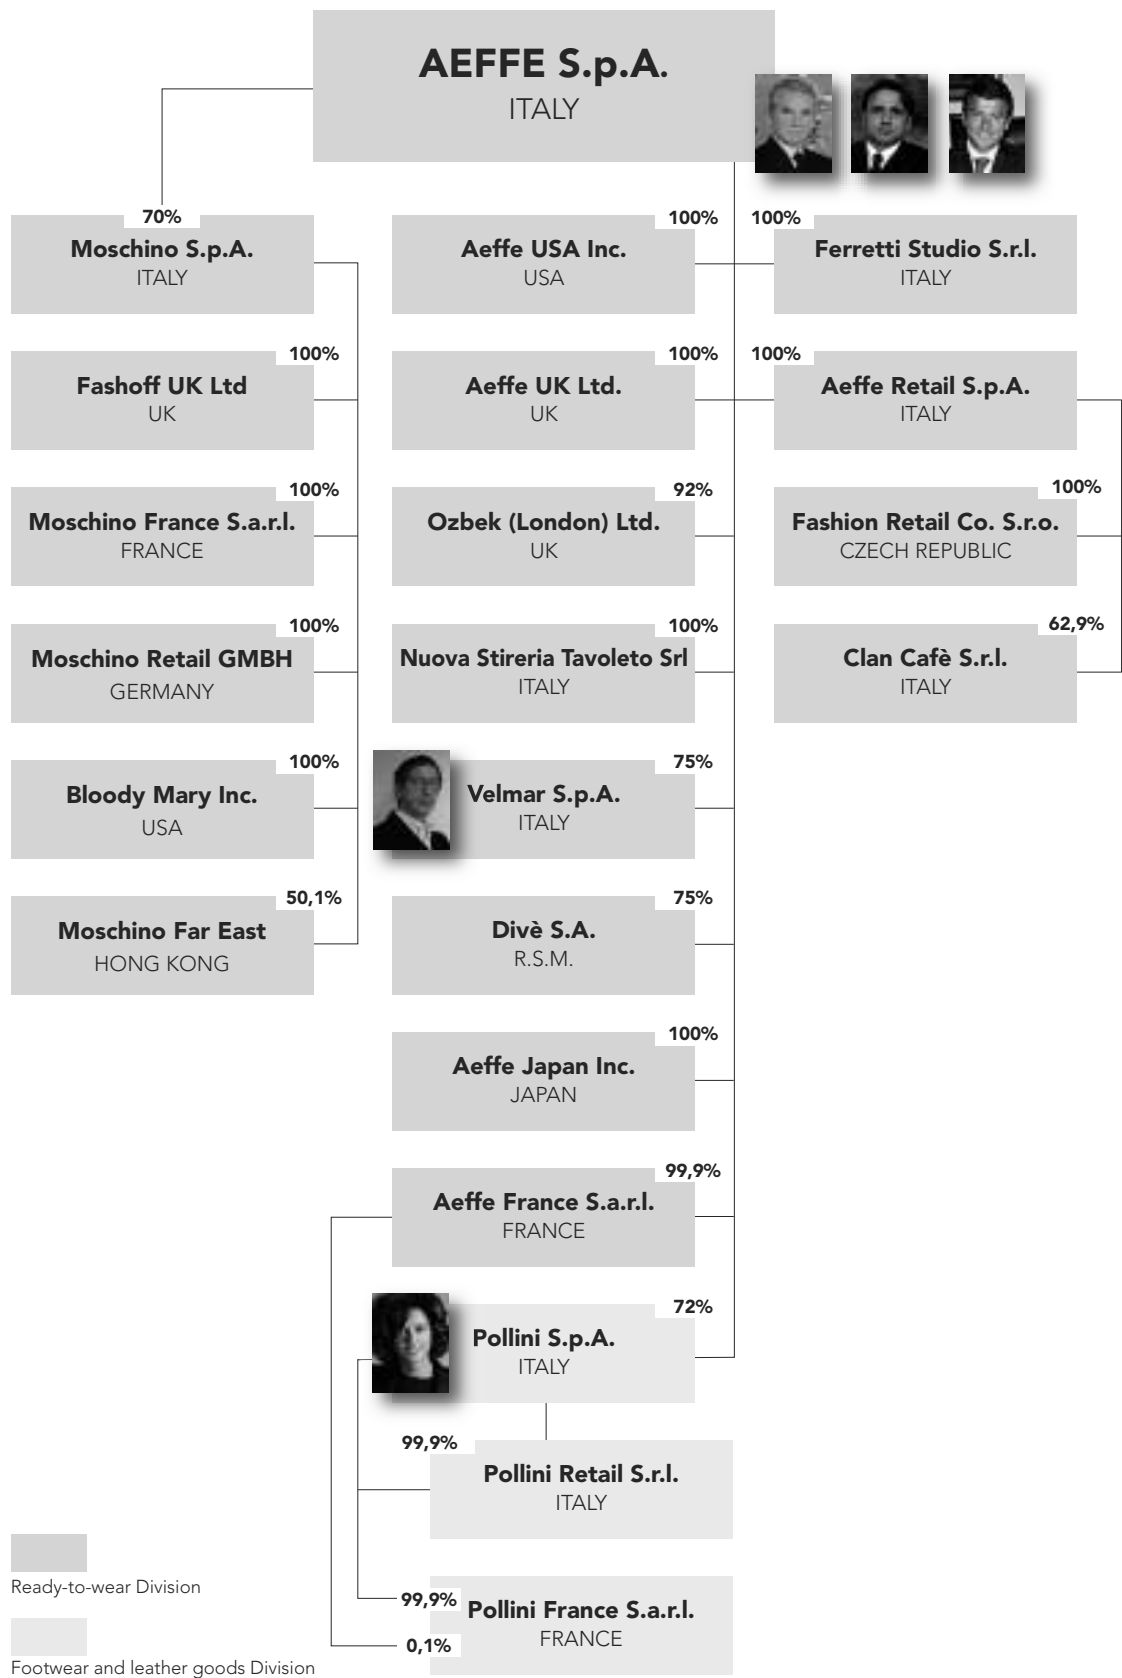 AEFFE S.p.A.
ITALY
70%
Moschino S.p.A.
ITALY
100%
Fashoff UK Ltd
UK
100%
Moschino France S.a.r.l.
FRANCE
100%
Moschino Retail GMBH
GERMANY
100%
Bloody Mary Inc.
USA
50,1%
Moschino Far East
HONG KONG
100%
Aeffe USA Inc.
USA
100%
Aeffe UK Ltd.
UK
92%
Ozbek (London) Ltd.
UK
100%
Nuova Stireria Tavoleto Srl
ITALY
75%
Velmar S.p.A.
ITALY
75%
Divè S.A.
R.S.M.
100%
Aeffe Japan Inc.
JAPAN
99,9%
Aeffe France S.a.r.l.
FRANCE
72%
Pollini S.p.A.
ITALY
99,9%
Pollini Retail S.r.l.
ITALY
99,9%
0,1%
Pollini France S.a.r.l.
FRANCE
100%
Ferretti Studio S.r.l.
ITALY
100%
Aeffe Retail S.p.A.
ITALY
100%
Fashion Retail Co. S.r.o.
CZECH REPUBLIC
62,9%
Clan Cafè S.r.l.
ITALY
Ready-to-wear Division
Footwear and leather goods Division